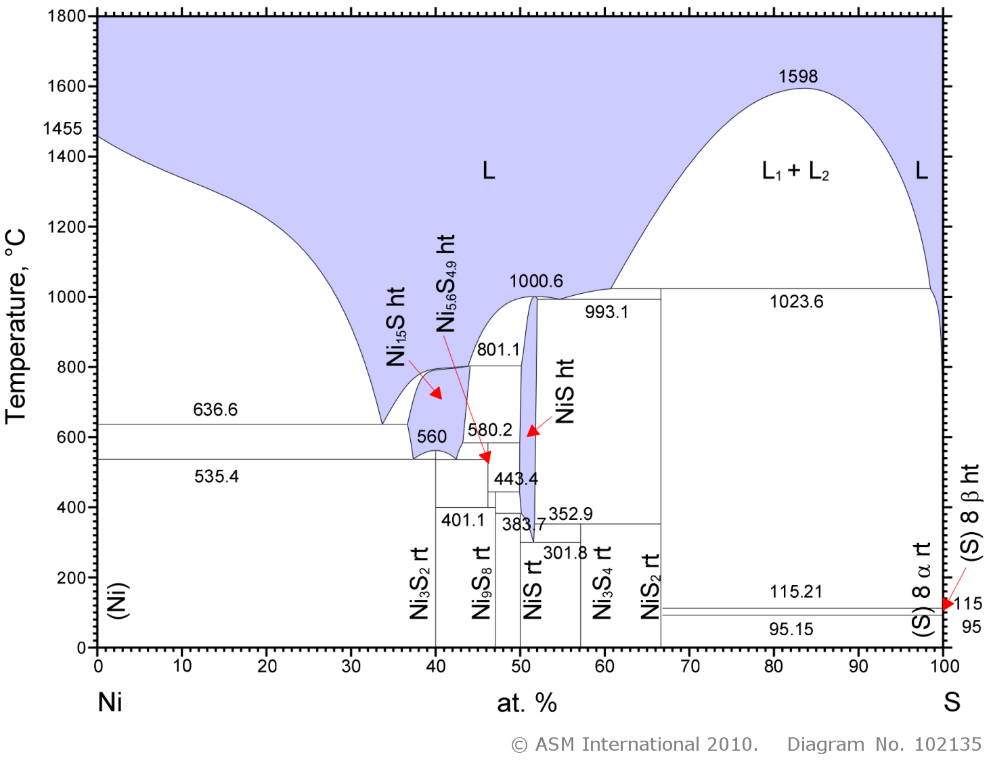 1800
1600
1455
1400
1200
1000
800
600
400
200
0
Temperature, °C
1598
L
L₁ + L₂
L
Ni₅.₆S₄.₉ ht
1000.6
Ni₁.₅S ht
993.1
1023.6
801.1
NiS ht
636.6
560
580.2
535.4
443.4
401.1
383.7
352.9
301.8
(Ni)
Ni₃S₂ rt
Ni₉S₈ rt
NiS rt
Ni₃S₄ rt
NiS₂ rt
115.21
95.15
(S) 8 α rt
(S) 8 β ht
115
95
0 10 20 30 40 50 60 70 80 90 100
Ni at. % S
© ASM International 2010. Diagram No. 102135